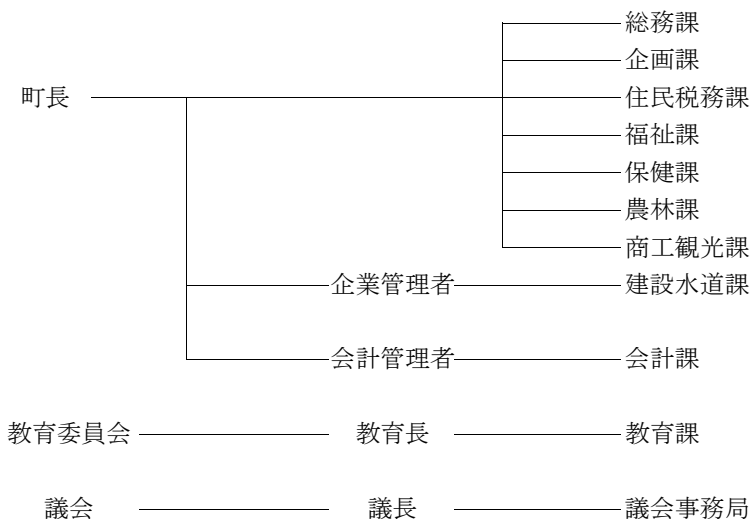 総務課
企画課
町長 住民税務課
福祉課
保健課
農林課
商工観光課
企業管理者 建設水道課
会計管理者 会計課
教育委員会 教育長 教育課
議会 議長 議会事務局